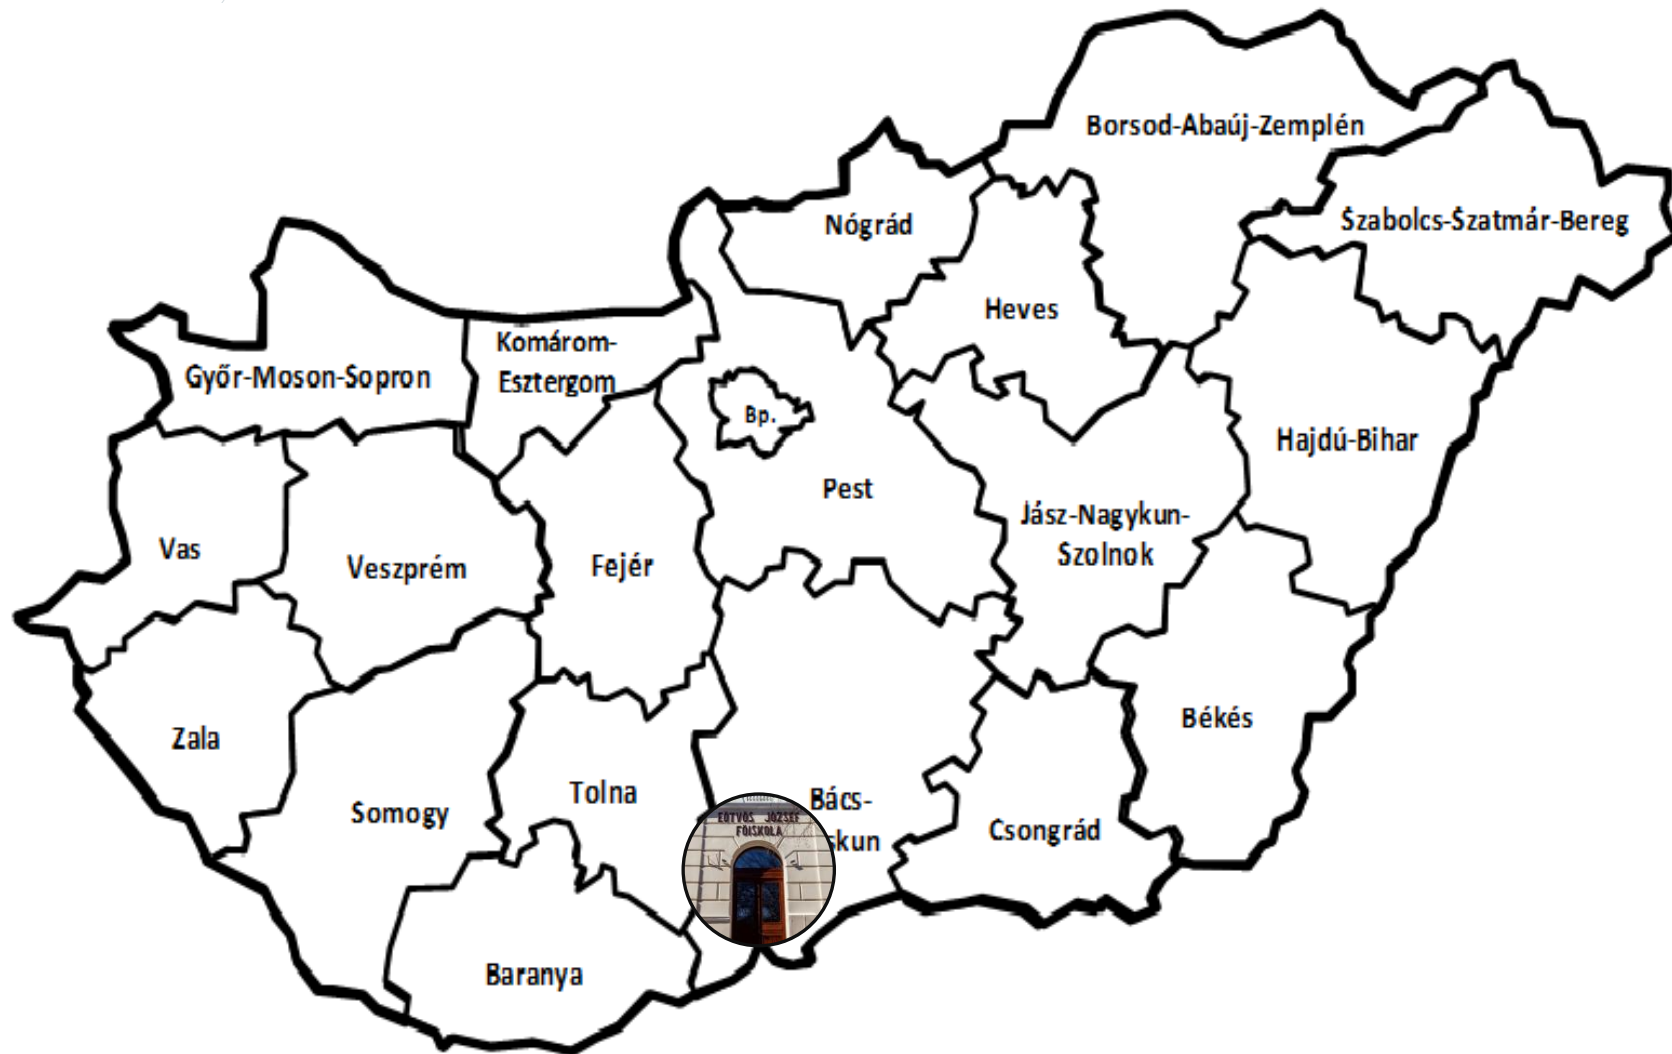 Borsod-Abaúj-Zemplén
Szabolcs-Szatmár-Bereg
Nógrád
Heves
Komárom-
Esztergom
Győr-Moson-Sopron
Bp.
Hajdú-Bihar
Pest
Jász-Nagykun-
Szolnok
Vas
Veszprém
Fejér
Békés
Zala
Somogy
Tolna
Bács-
skun
Csongrád
EÖTVÖS JÓZSEF
FŐISKOLA
Baranya